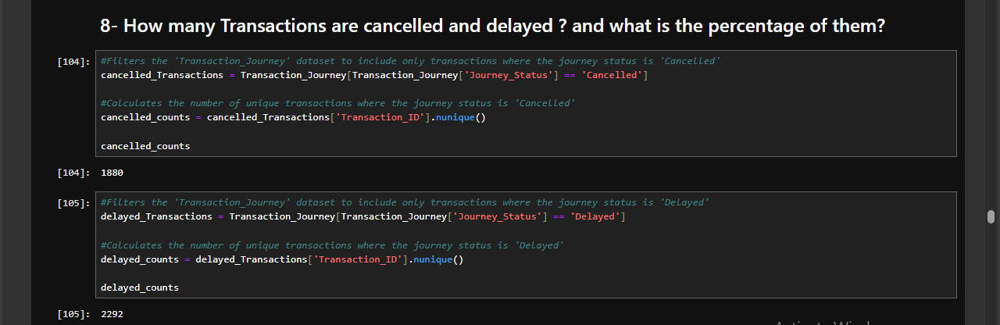 8- How many Transactions are cancelled and delayed ? and what is the percentage of them?
[104]: #Filters the 'Transaction_Journey' dataset to include only transactions where the journey status is 'Cancelled'
cancelled_Transactions = Transaction_Journey[Transaction_Journey['Journey_Status'] == 'Cancelled']
#Calculates the number of unique transactions where the journey status is 'Cancelled'
cancelled_counts = cancelled_Transactions['Transaction_ID'].nunique()
cancelled_counts
[104]: 1880
[105]: #Filters the 'Transaction_Journey' dataset to include only transactions where the journey status is 'Delayed'
delayed_Transactions = Transaction_Journey[Transaction_Journey['Journey_Status'] == 'Delayed']
#Calculates the number of unique transactions where the journey status is 'Delayed'
delayed_counts = delayed_Transactions['Transaction_ID'].nunique()
delayed_counts
[105]: 2292